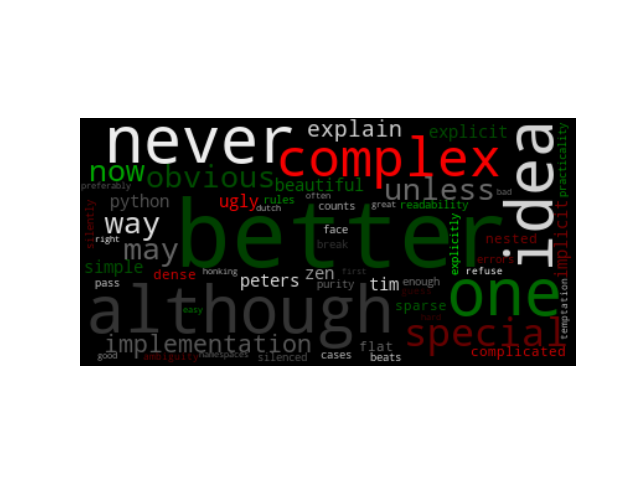 never
explain
explicit
complex
idea
practicality
now
obvious
beautiful
unless
bad
preferably
python
ugly
rules
often
dutch
counts
great
readability
silently
way
better
explicitly
implicit
right
face
nested
may
break
errors
simple
dense
honking
zen
first
refuse
pass
peters
purity
tim
enough
one
temptation
although
easy
sparse
hard
special
implementation
flat
good
ambiguity
namespaces
silenced
cases
beats
complicated